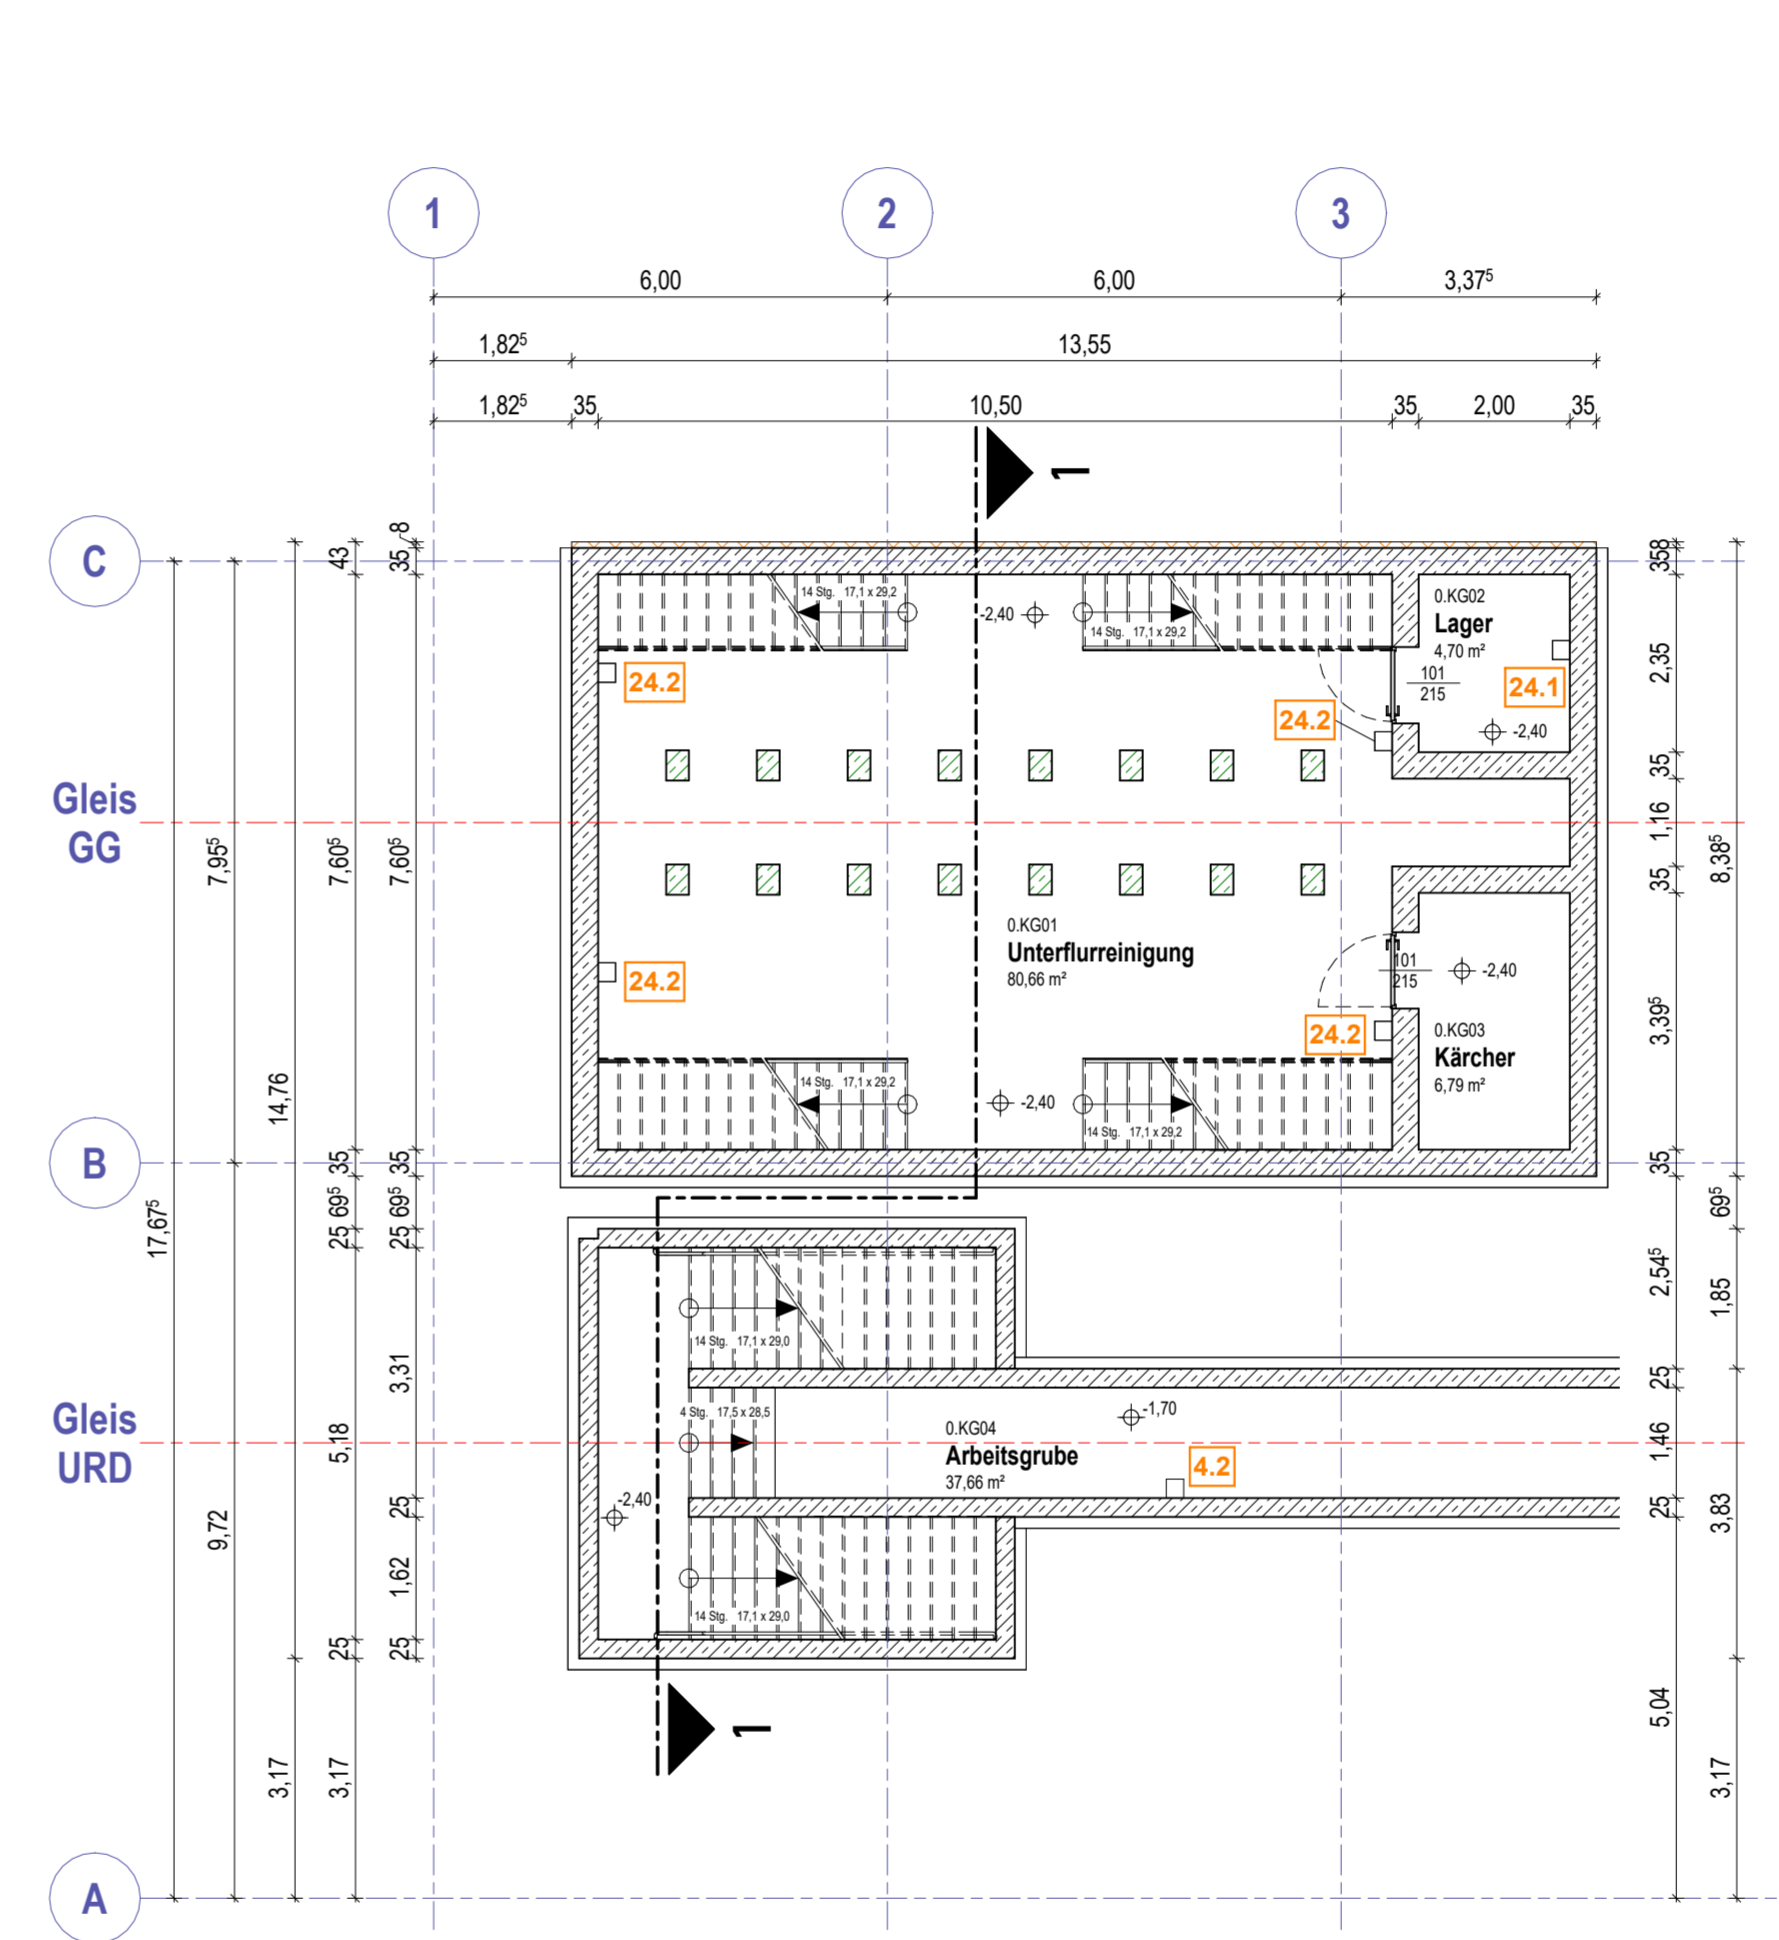 1
2
3
6,00
6,00
3,37⁵
1,82⁵
13,55
1,82⁵
35
10,50
35
2,00
35
1
C
B
A
Gleis
GG
Gleis
URD
17,67⁵
7,95⁵
9,72
14,76
3,17
43
7,60⁵
35
69⁵
25
5,18
25
3,17
8
35
7,60⁵
35
69⁵
25
3,31
25
1,62
25
14 Stg. 17,1 x 29,2
-2,40
14 Stg. 17,1 x 29,2
0.KG02
Lager
4,70 m²
101
215
24.1
-2,40
24.2
24.2
0.KG01
Unterflurreinigung
80,66 m²
24.2
101
215
-2,40
24.2
0.KG03
Kärcher
6,79 m²
14 Stg. 17,1 x 29,2
-2,40
14 Stg. 17,1 x 29,2
14 Stg. 17,1 x 29,0
4 Stg. 17,5 x 28,5
-1,70
0.KG04
Arbeitsgrube
37,66 m²
4.2
-2,40
14 Stg. 17,1 x 29,0
1
358
2,35
35
1,16
35
3,39⁵
35
2,54⁵
25
1,46
25
5,04
8,38⁵
69⁵
1,85
3,83
3,17